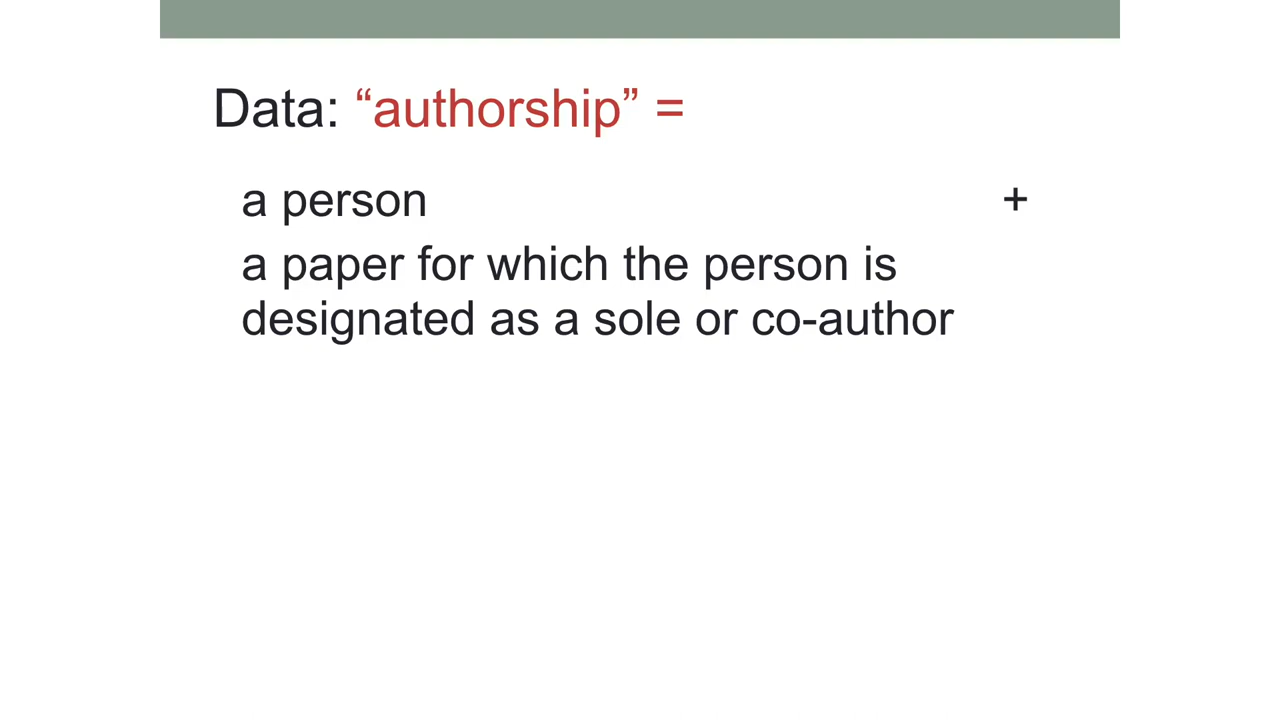 Data: “authorship” =
a person +
a paper for which the person is
designated as a sole or co-author